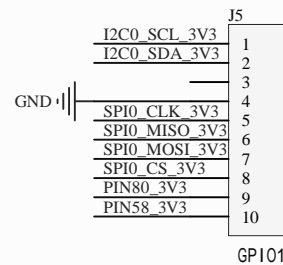 J5
I2C0_SCL_3V3 1
I2C0_SDA_3V3 2
3
GND 4
SPI0_CLK_3V3 5
SPI0_MISO_3V3 6
SPI0_MOSI_3V3 7
SPI0_CS_3V3 8
PIN80_3V3 9
PIN58_3V3 10
GPIO1